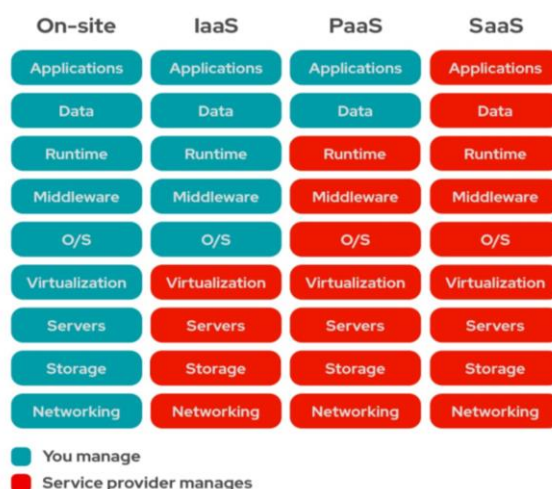 On-site IaaS PaaS SaaS
Applications Applications Applications Applications
Data Data Data Data
Runtime Runtime Runtime Runtime
Middleware Middleware Middleware Middleware
O/S O/S O/S O/S
Virtualization Virtualization Virtualization Virtualization
Servers Servers Servers Servers
Storage Storage Storage Storage
Networking Networking Networking Networking
You manage
Service provider manages